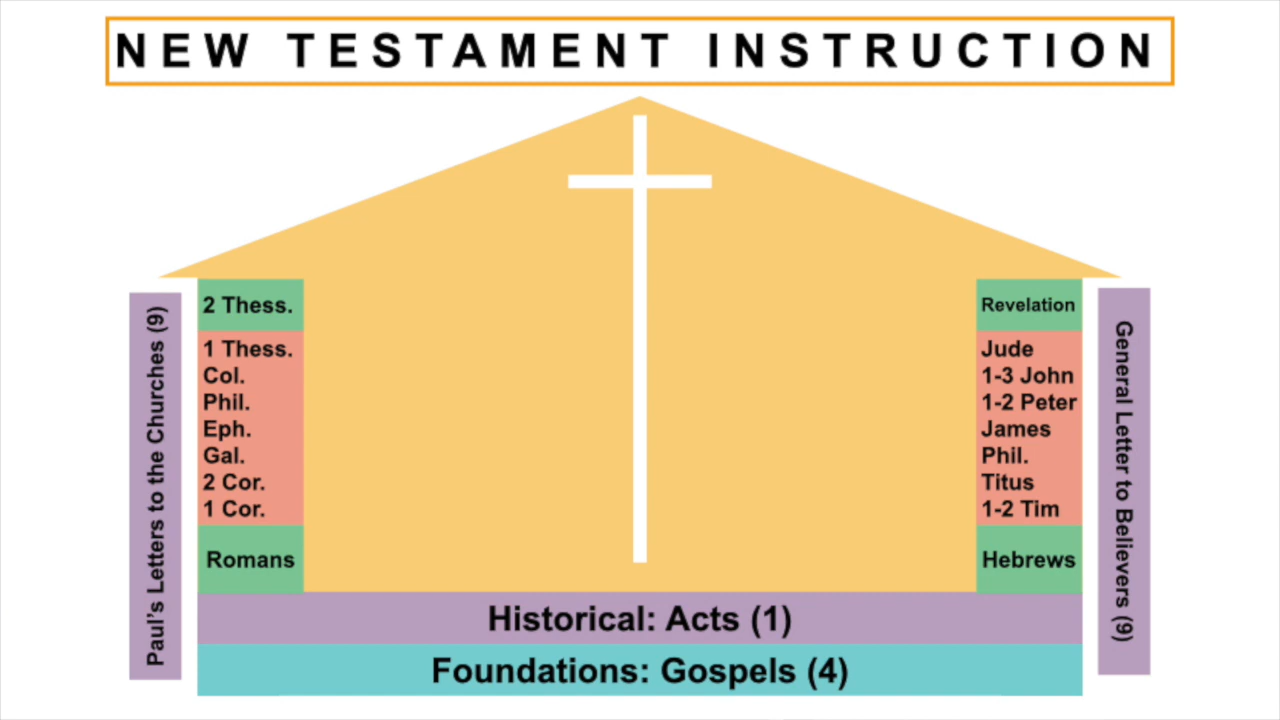 NEW TESTAMENT INSTRUCTION
Paul's Letters to the Churches (9)
2 Thess.
1 Thess.
Col.
Phil.
Eph.
Gal.
2 Cor.
1 Cor.
Romans
Revelation
Jude
1-3 John
1-2 Peter
James
Phil.
Titus
1-2 Tim
Hebrews
General Letter to Believers (9)
Historical: Acts (1)
Foundations: Gospels (4)